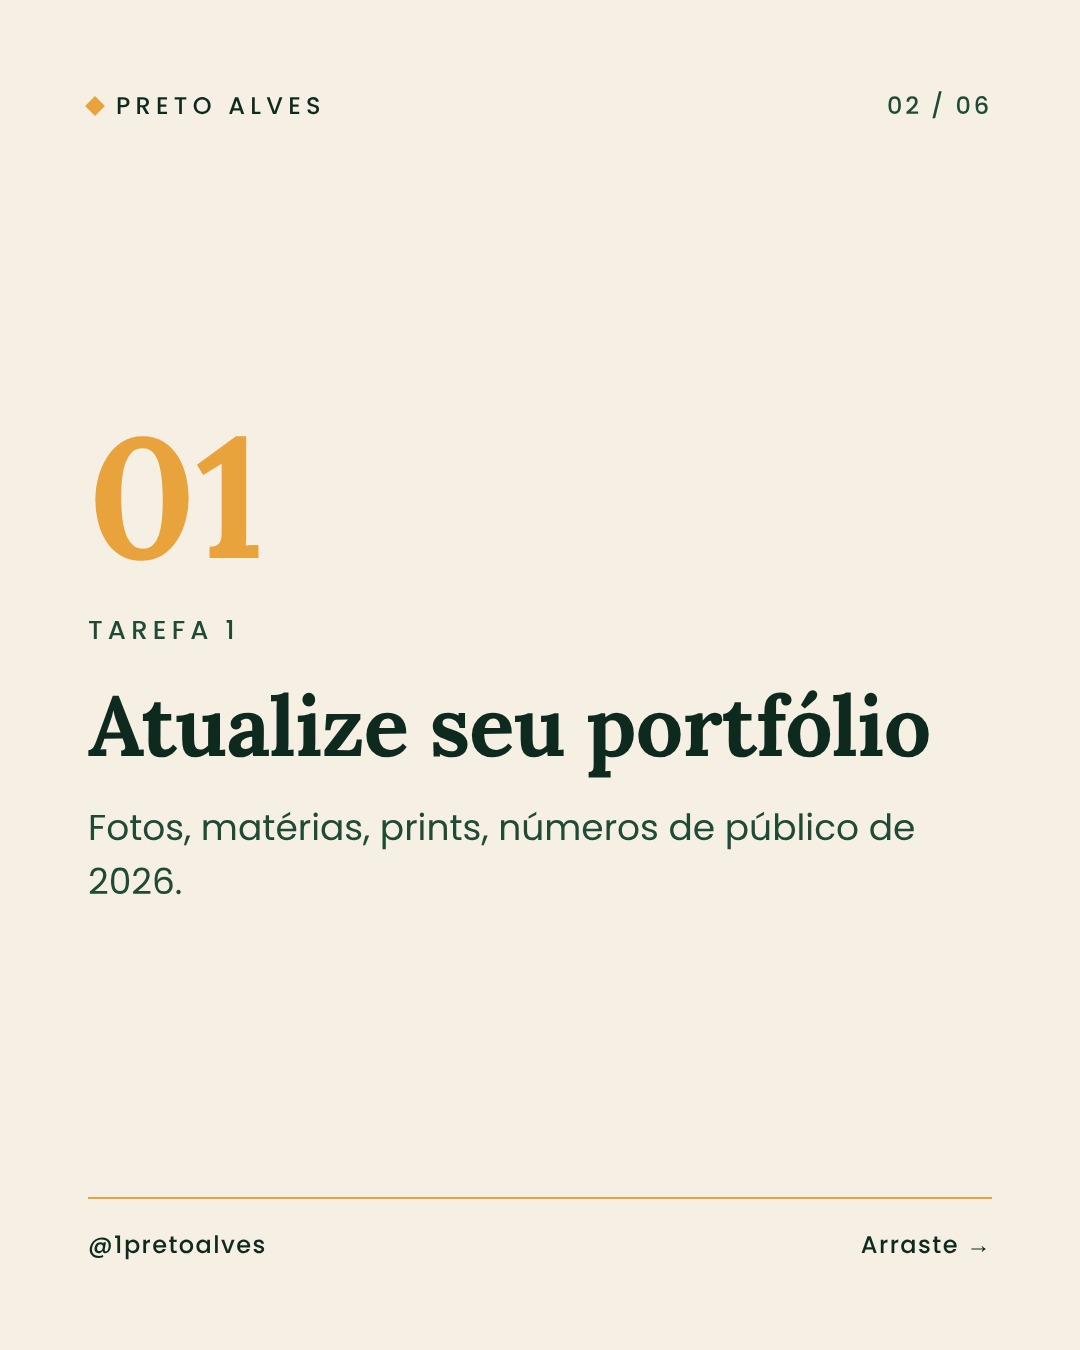 PRETO ALVES
02 / 06
01
TAREFA 1
Atualize seu portfólio
Fotos, matérias, prints, números de público de
2026.
@1pretoalves
Arraste →